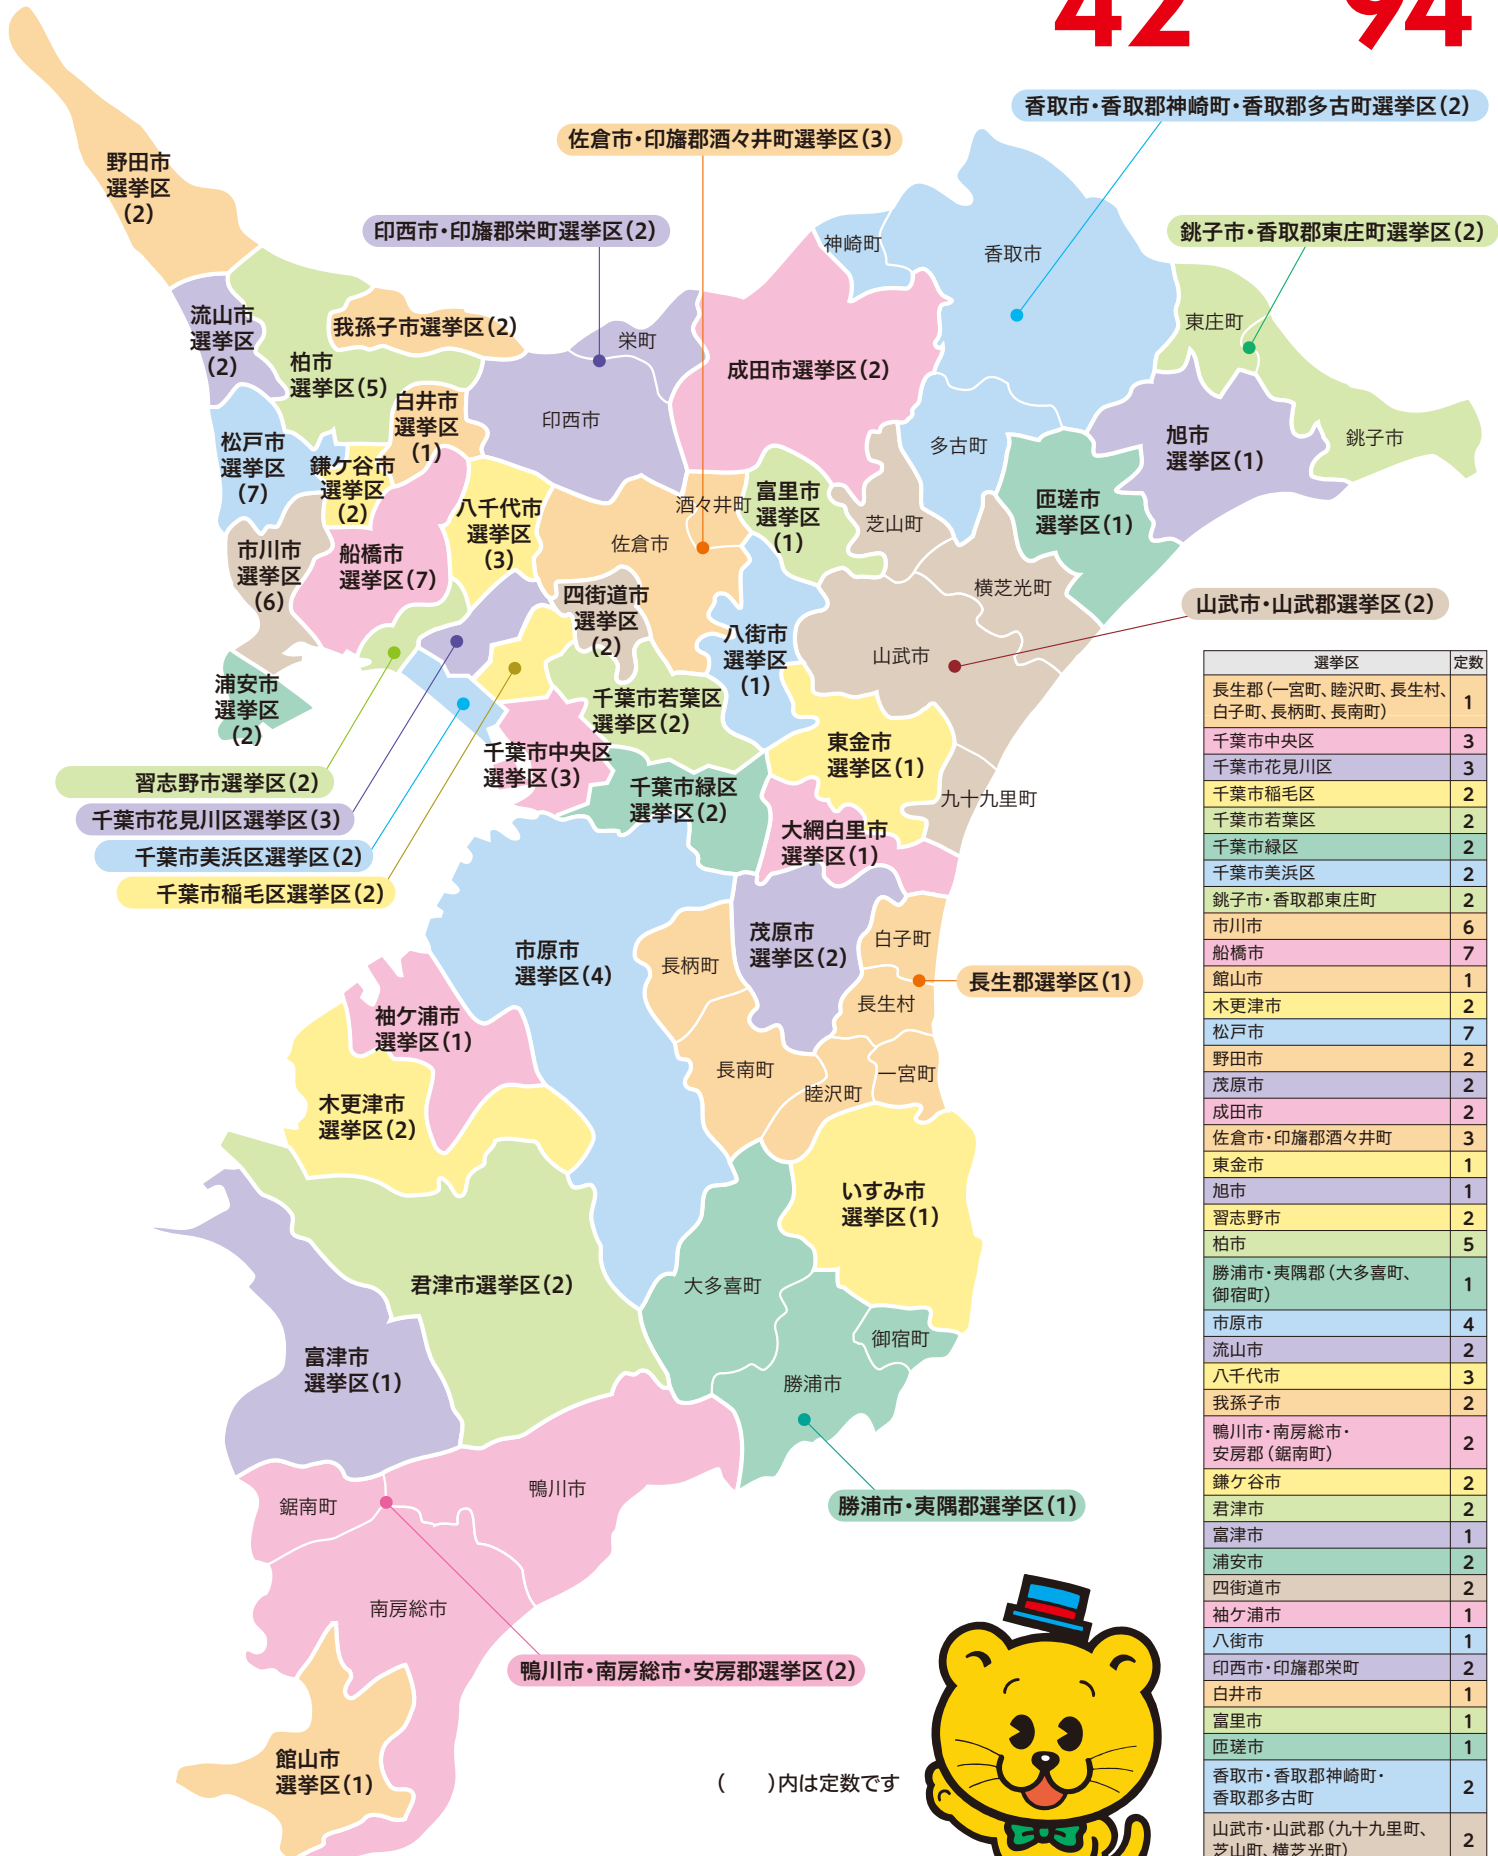 42 94
香取市・香取郡神崎町・香取郡多古町選挙区(2)
佐倉市・印旛郡酒々井町選挙区(3)
野田市
選挙区
(2)
印西市・印旛郡栄町選挙区(2)
銚子市・香取郡東庄町選挙区(2)
神崎町
香取市
流山市
選挙区
(2)
我孫子市選挙区(2)
栄町
東庄町
柏市
選挙区(5)
成田市選挙区(2)
白井市
選挙区
(1)
印西市
松戸市
選挙区
(7)
鎌ケ谷市
選挙区
(2)
多古町
旭市
選挙区(1)
銚子市
八千代市
選挙区
(3)
酒々井町
富里市
選挙区
(1)
匝瑳市
選挙区(1)
芝山町
市川市
選挙区
(6)
船橋市
選挙区(7)
佐倉市
横芝光町
四街道市
選挙区
(2)
山武市・山武郡選挙区(2)
八街市
選挙区
(1)
山武市
浦安市
選挙区
(2)
千葉市若葉区
選挙区(2)
千葉市中央区
選挙区(3)
東金市
選挙区(1)
習志野市選挙区(2)
千葉市緑区
選挙区(2)
九十九里町
千葉市花見川区選挙区(3)
大網白里市
選挙区(1)
千葉市美浜区選挙区(2)
千葉市稲毛区選挙区(2)
市原市
選挙区(4)
茂原市
選挙区(2)
白子町
長柄町
長生郡選挙区(1)
長生村
袖ケ浦市
選挙区(1)
長南町
一宮町
睦沢町
木更津市
選挙区(2)
いすみ市
選挙区(1)
君津市選挙区(2)
大多喜町
御宿町
富津市
選挙区(1)
勝浦市
鴨川市
鋸南町
勝浦市・夷隅郡選挙区(1)
南房総市
鴨川市・南房総市・安房郡選挙区(2)
館山市
選挙区(1)
(　)内は定数です
選挙区 定数
長生郡(一宮町、睦沢町、長生村、
白子町、長柄町、長南町) 1
千葉市中央区 3
千葉市花見川区 3
千葉市稲毛区 2
千葉市若葉区 2
千葉市緑区 2
千葉市美浜区 2
銚子市・香取郡東庄町 2
市川市 6
船橋市 7
館山市 1
木更津市 2
松戸市 7
野田市 2
茂原市 2
成田市 2
佐倉市・印旛郡酒々井町 3
東金市 1
旭市 1
習志野市 2
柏市 5
勝浦市・夷隅郡(大多喜町、
御宿町) 1
市原市 4
流山市 2
八千代市 3
我孫子市 2
鴨川市・南房総市・
安房郡(鋸南町) 2
鎌ケ谷市 2
君津市 2
富津市 1
浦安市 2
四街道市 2
袖ケ浦市 1
八街市 1
印西市・印旛郡栄町 2
白井市 1
富里市 1
匝瑳市 1
香取市・香取郡神崎町・
香取郡多古町 2
山武市・山武郡(九十九里町、
芝山町、横芝光町) 2